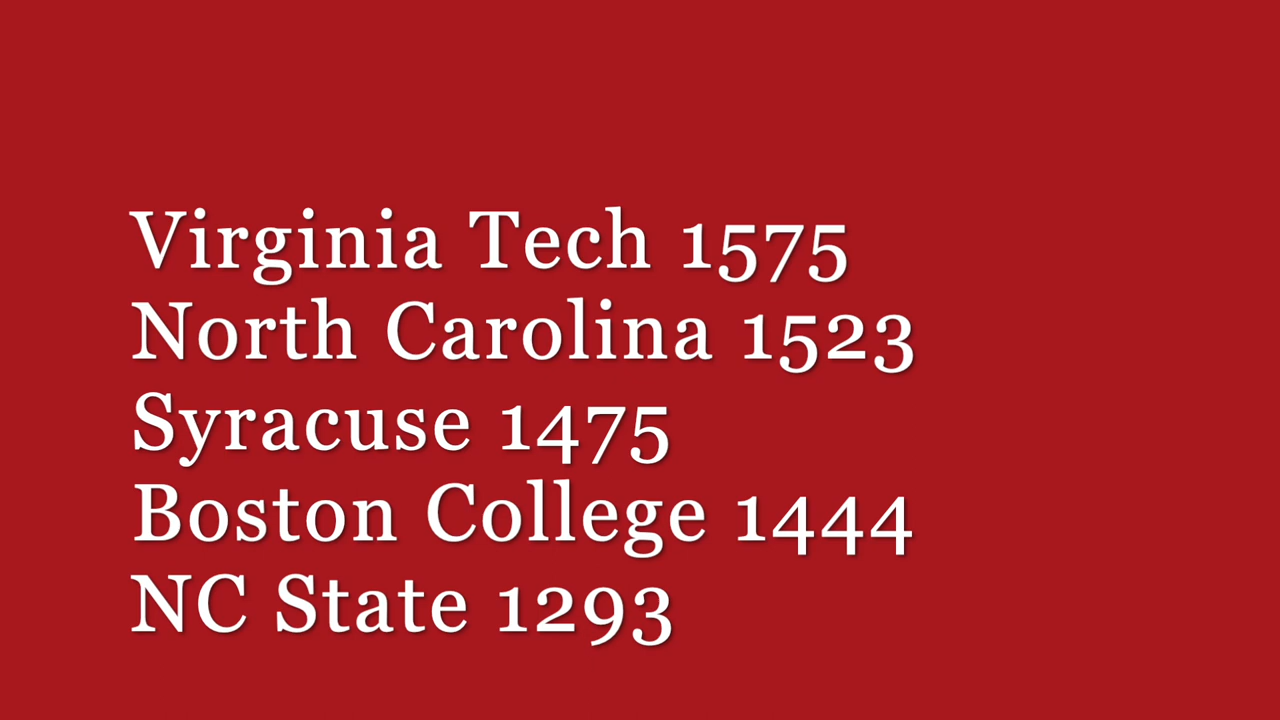 Virginia Tech 1575
North Carolina 1523
Syracuse 1475
Boston College 1444
NC State 1293